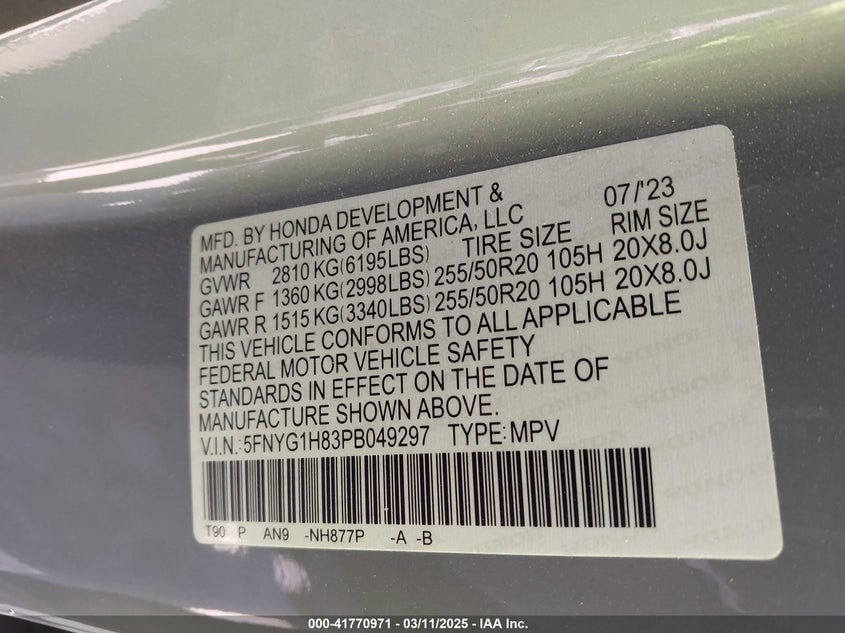 MFD. BY HONDA DEVELOPMENT & 07/'23
MANUFACTURING OF AMERICA, LLC
GVWR 2810 KG(6195LBS) TIRE SIZE RIM SIZE
GAWR F 1360 KG(2998LBS) 255/50R20 105H 20X8.0J
GAWR R 1515 KG(3340LBS) 255/50R20 105H 20X8.0J
THIS VEHICLE CONFORMS TO ALL APPLICABLE
FEDERAL MOTOR VEHICLE SAFETY
STANDARDS IN EFFECT ON THE DATE OF
MANUFACTURE SHOWN ABOVE.
V.I.N.: 5FNYG1H83PB049297 TYPE: MPV
T90 P AN9 -NH877P -A -B
000-41770971 — 03/11/2025 — IAA Inc.